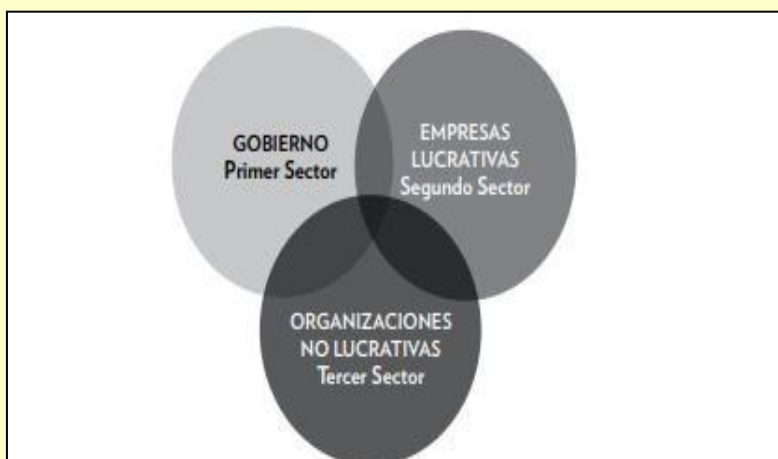 GOBIERNO
Primer Sector
EMPRESAS
LUCRATIVAS
Segundo Sector
ORGANIZACIONES
NO LUCRATIVAS
Tercer Sector